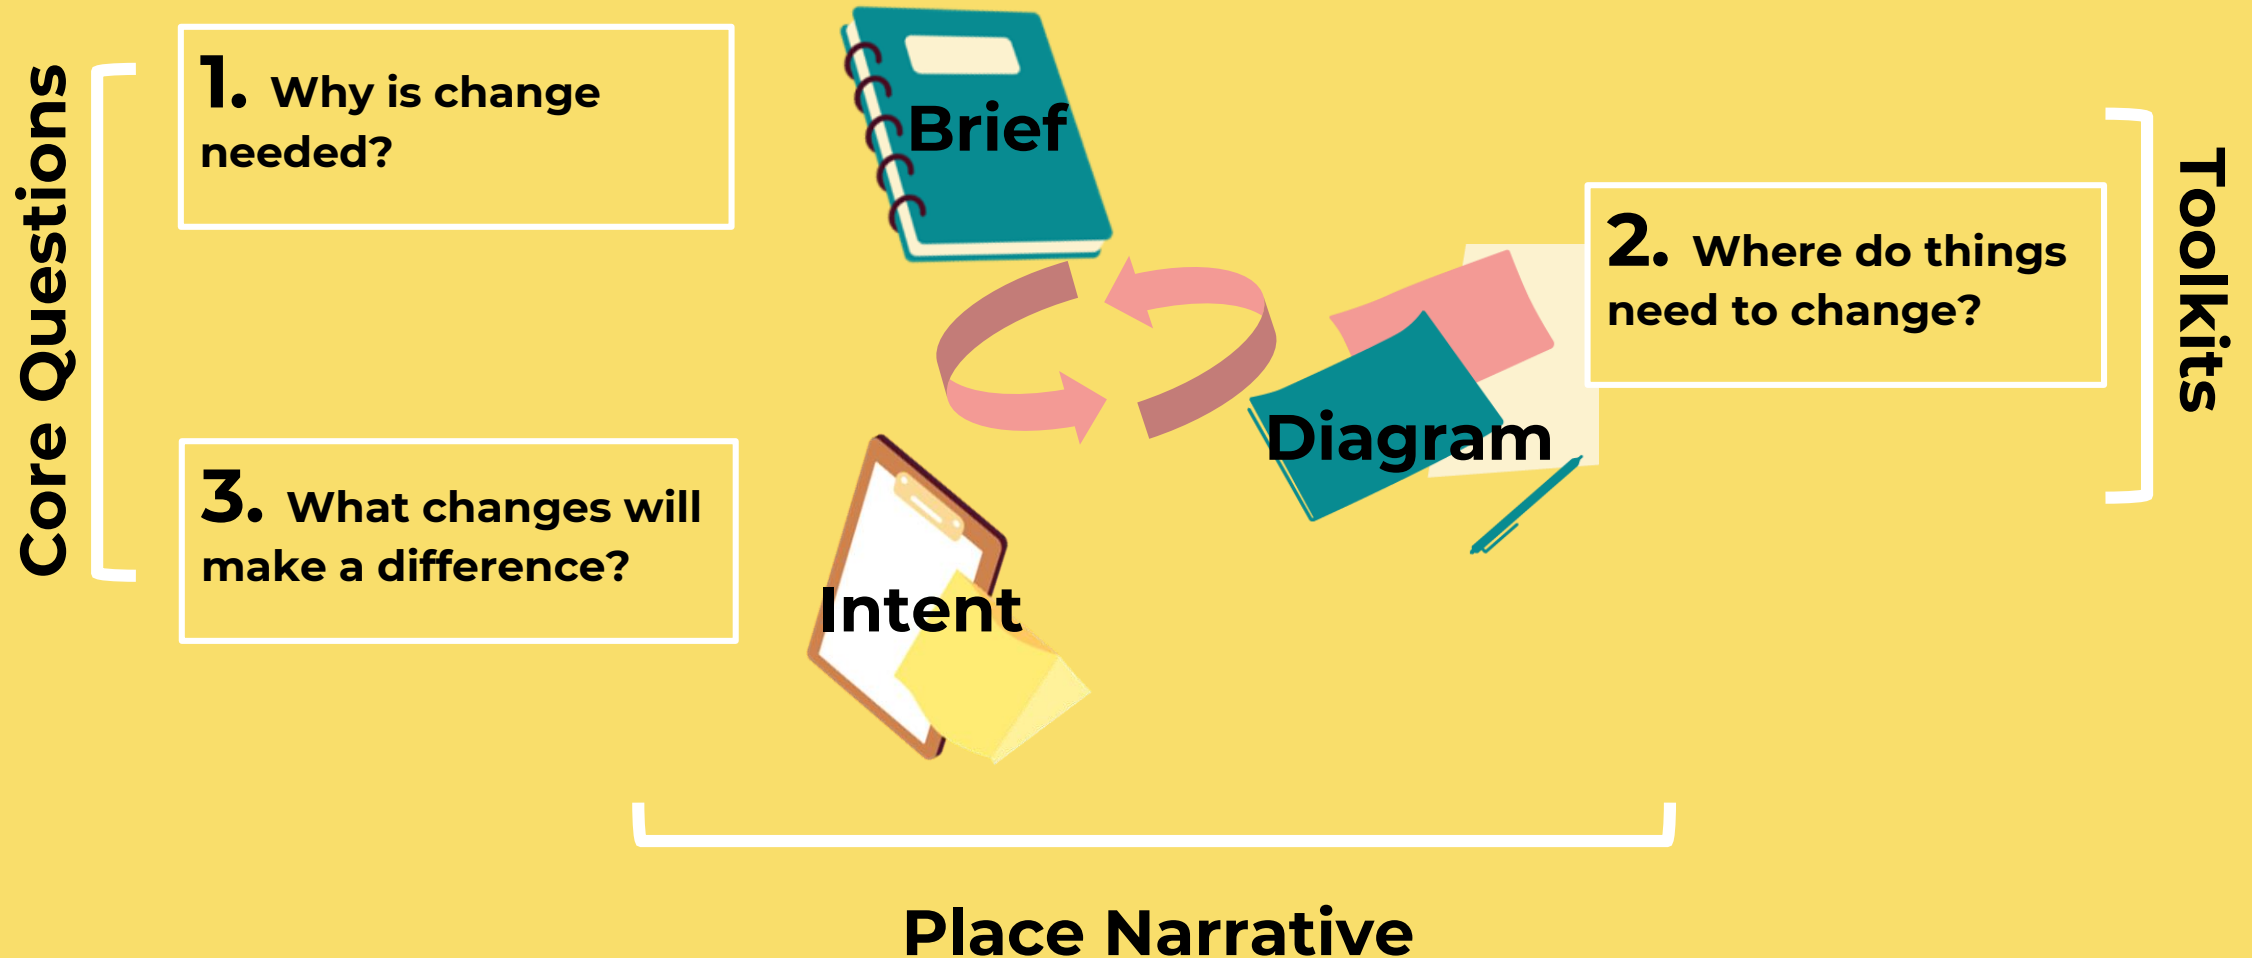 Core Questions
1. Why is change
needed?
Brief
2. Where do things
need to change?
Toolkits
Diagram
3. What changes will
make a difference?
Intent
Place Narrative